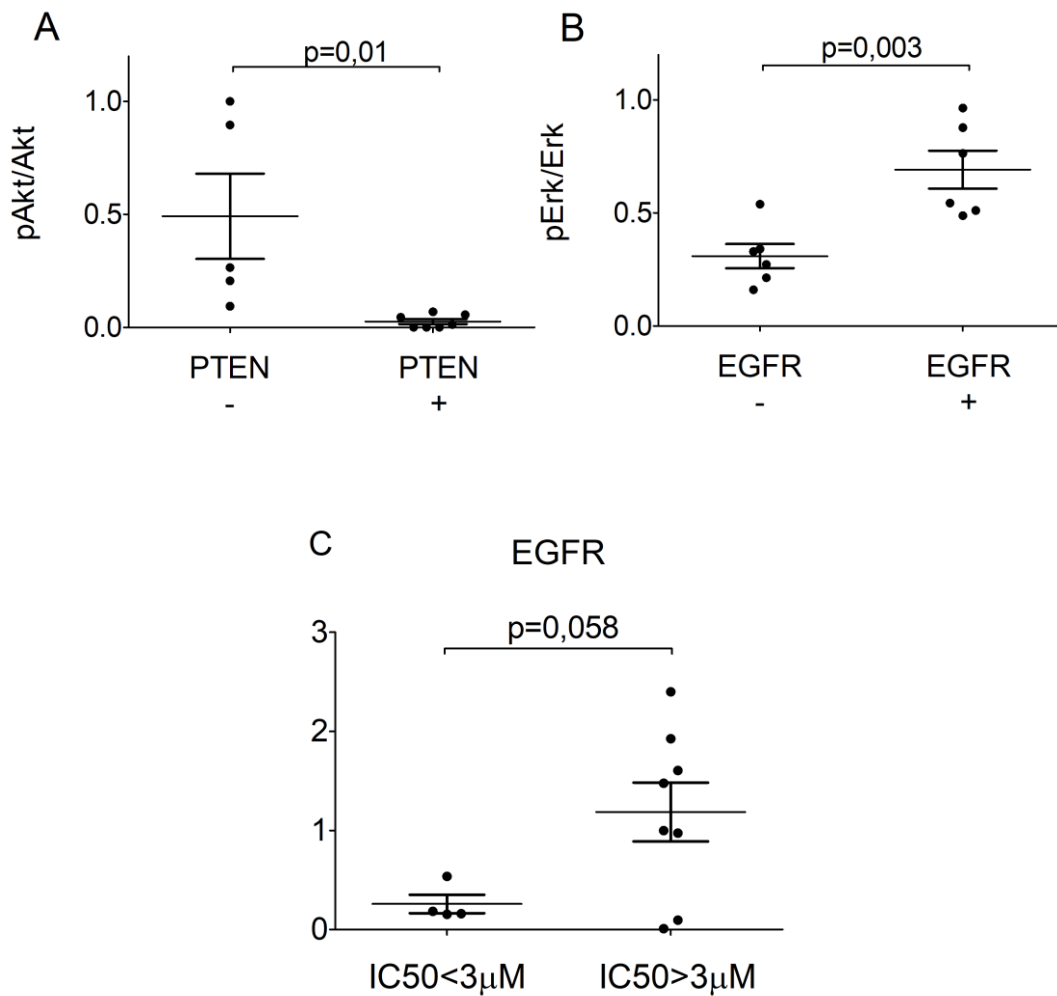 A
p=0,01
1.0
0.5
0.0
pAkt/Akt
PTEN
-
PTEN
+
B
p=0,003
1.0
0.5
0.0
pErk/Erk
EGFR
-
EGFR
+
C
EGFR
p=0,058
3
2
1
0
IC50<3μM
IC50>3μM